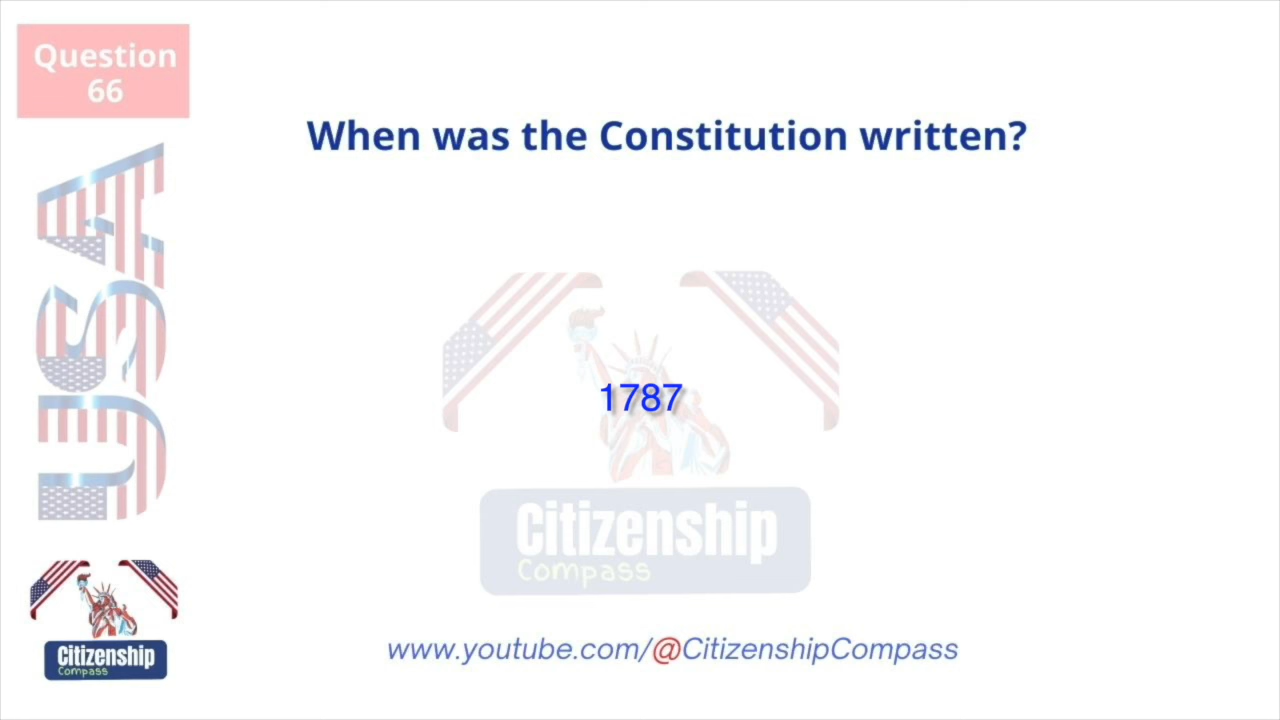 Question
66
When was the Constitution written?
USA
1787
Citizenship
Compass
Citizenship
Compass
www.youtube.com/@CitizenshipCompass